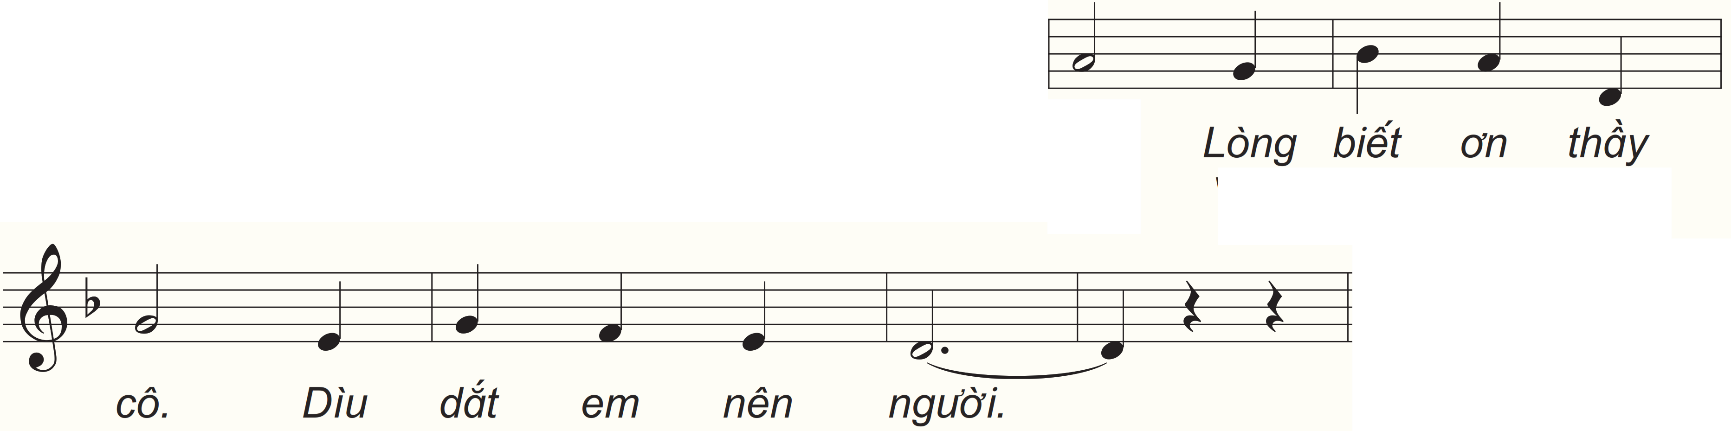 Lòng biết ơn thầy
cô. Dìu dắt em nên người.